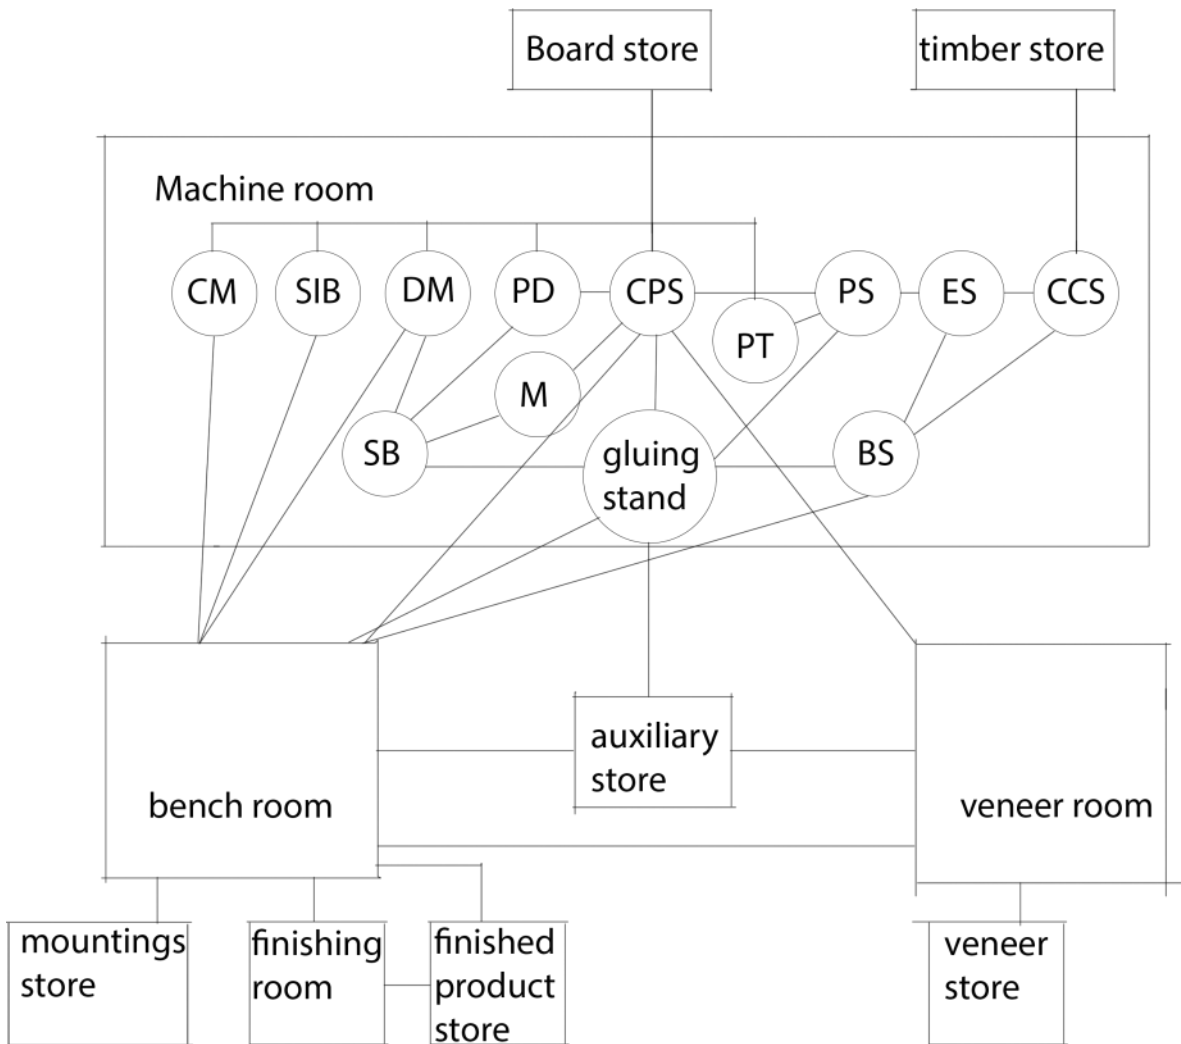 Board store
timber store
Machine room
CM
SIB
DM
PD
CPS
PS
ES
CCS
PT
M
SB
gluing
stand
BS
auxiliary
store
bench room
veneer room
mountings
store
finishing
room
finished
product
store
veneer
store